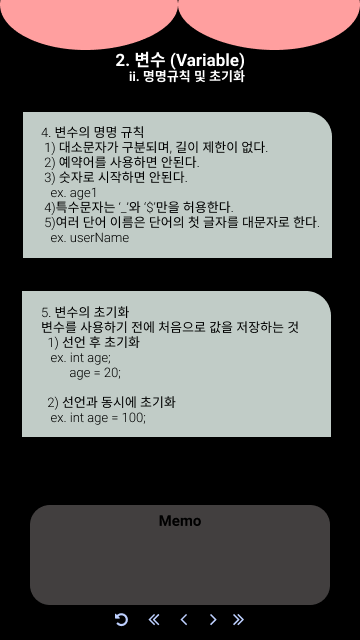 2. 변수 (Variable)
ii. 명명규칙 및 초기화
4. 변수의 명명 규칙
1) 대소문자가 구분되며, 길이 제한이 없다.
2) 예약어를 사용하면 안된다.
3) 숫자로 시작하면 안된다.
ex. age1
4)특수문자는 ‘_’와 ‘$’만을 허용한다.
5)여러 단어 이름은 단어의 첫 글자를 대문자로 한다.
ex. userName
5. 변수의 초기화
변수를 사용하기 전에 처음으로 값을 저장하는 것
1) 선언 후 초기화
ex. int age;
age = 20;
2) 선언과 동시에 초기화
ex. int age = 100;
Memo